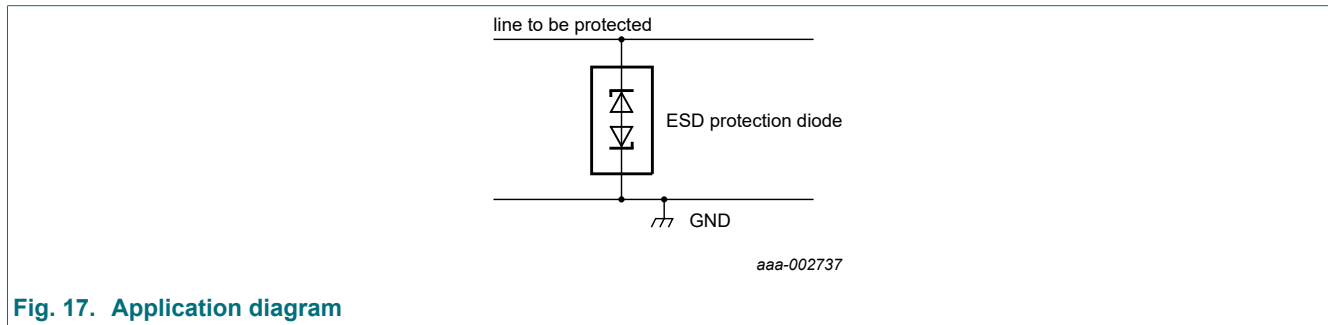 line to be protected
ESD protection diode
GND
aaa-002737
Fig. 17. Application diagram